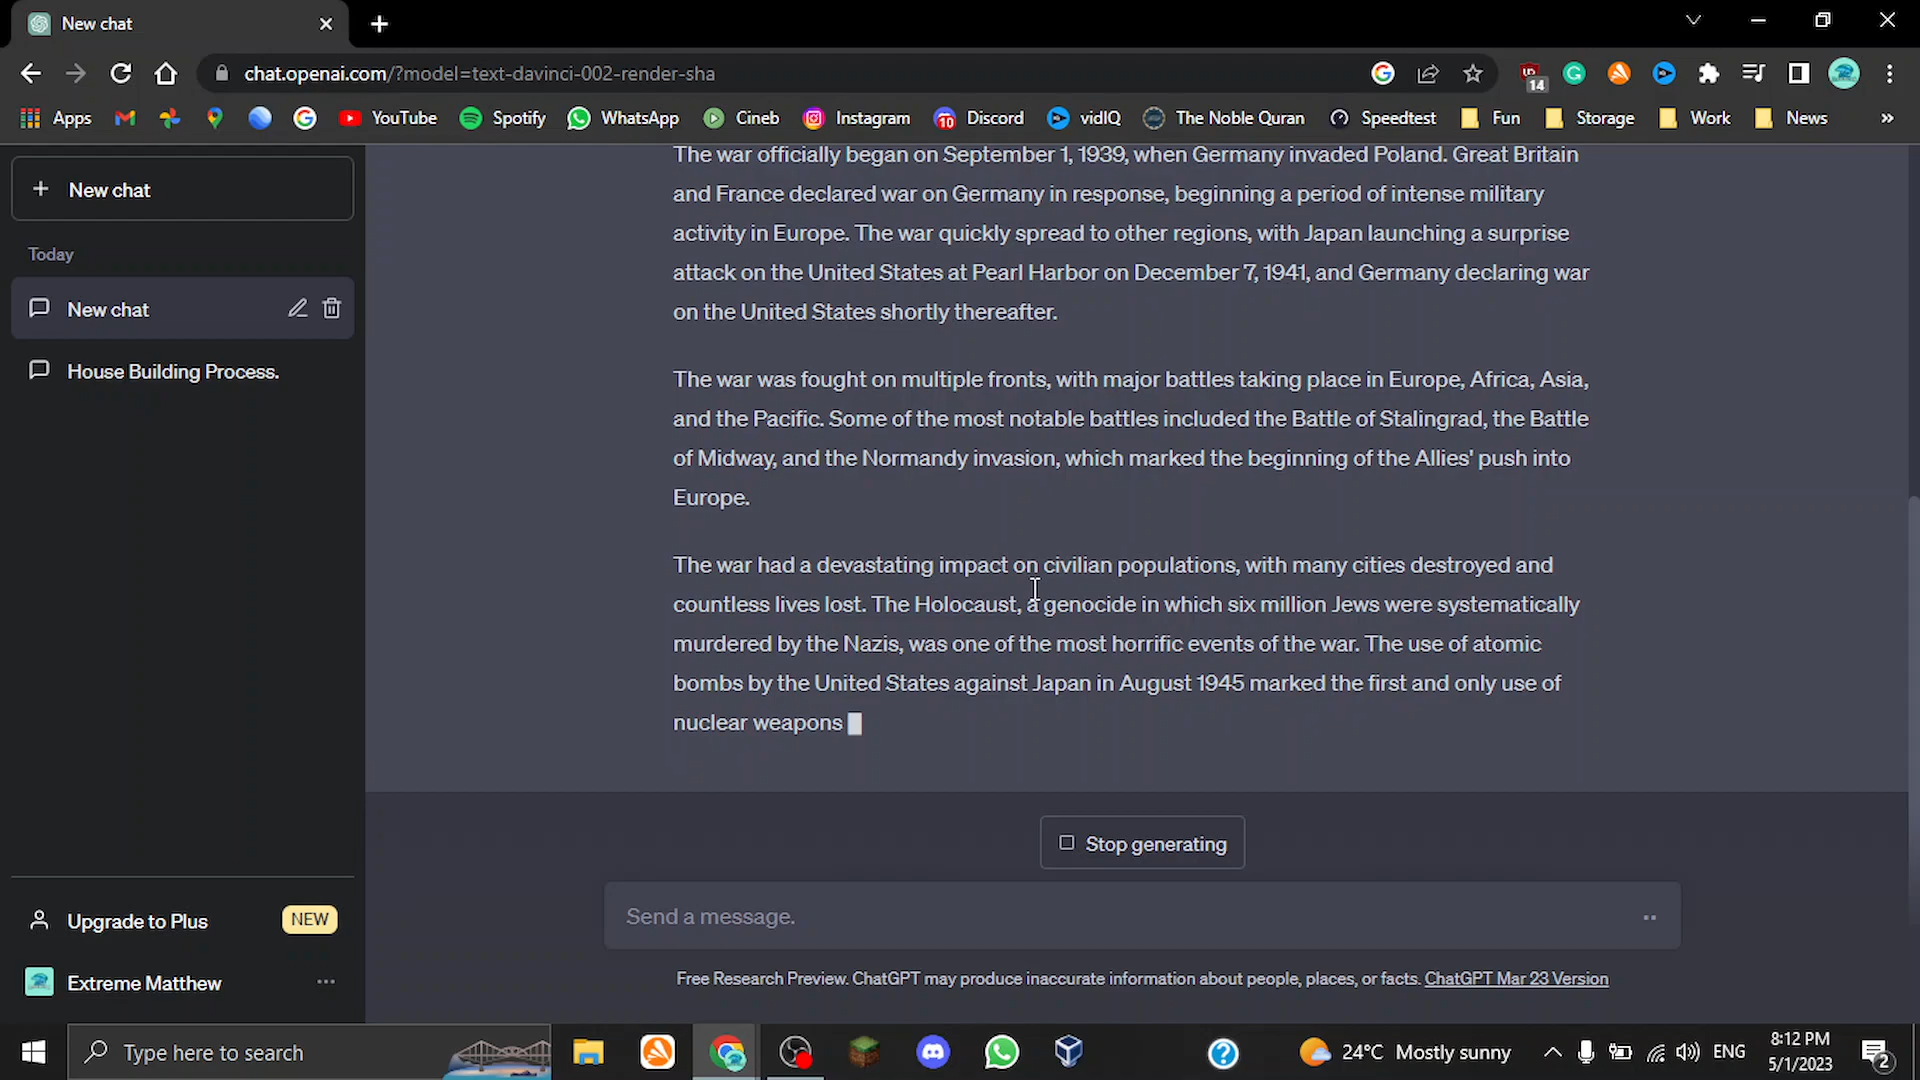 New chat
chat.openai.com/?model=text-davinci-002-render-sha
14
Apps
YouTube
Spotify
WhatsApp
Cineb
Instagram
10
Discord
vidIQ
The Noble Quran
Speedtest
Fun
Storage
Work
News
»
New chat
Today
New chat
House Building Process.
The war officially began on September 1, 1939, when Germany invaded Poland. Great Britain
and France declared war on Germany in response, beginning a period of intense military
activity in Europe. The war quickly spread to other regions, with Japan launching a surprise
attack on the United States at Pearl Harbor on December 7, 1941, and Germany declaring war
on the United States shortly thereafter.
The war was fought on multiple fronts, with major battles taking place in Europe, Africa, Asia,
and the Pacific. Some of the most notable battles included the Battle of Stalingrad, the Battle
of Midway, and the Normandy invasion, which marked the beginning of the Allies' push into
Europe.
The war had a devastating impact on civilian populations, with many cities destroyed and
countless lives lost. The Holocaust, a genocide in which six million Jews were systematically
murdered by the Nazis, was one of the most horrific events of the war. The use of atomic
bombs by the United States against Japan in August 1945 marked the first and only use of
nuclear weapons
Stop generating
Send a message.
Free Research Preview. ChatGPT may produce inaccurate information about people, places, or facts. ChatGPT Mar 23 Version
Upgrade to Plus
NEW
Extreme Matthew
Type here to search
24°C Mostly sunny
ENG
8:12 PM
5/1/2023
2